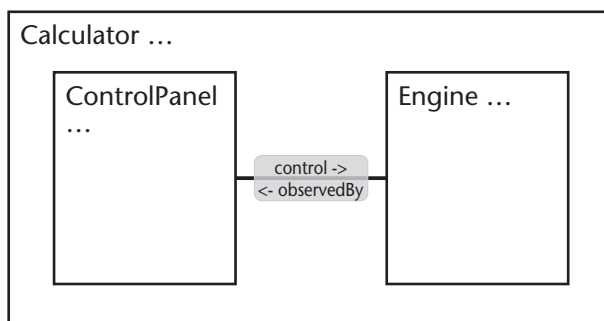 Calculator …
ControlPanel
…
Engine …
control ->
<- observedBy